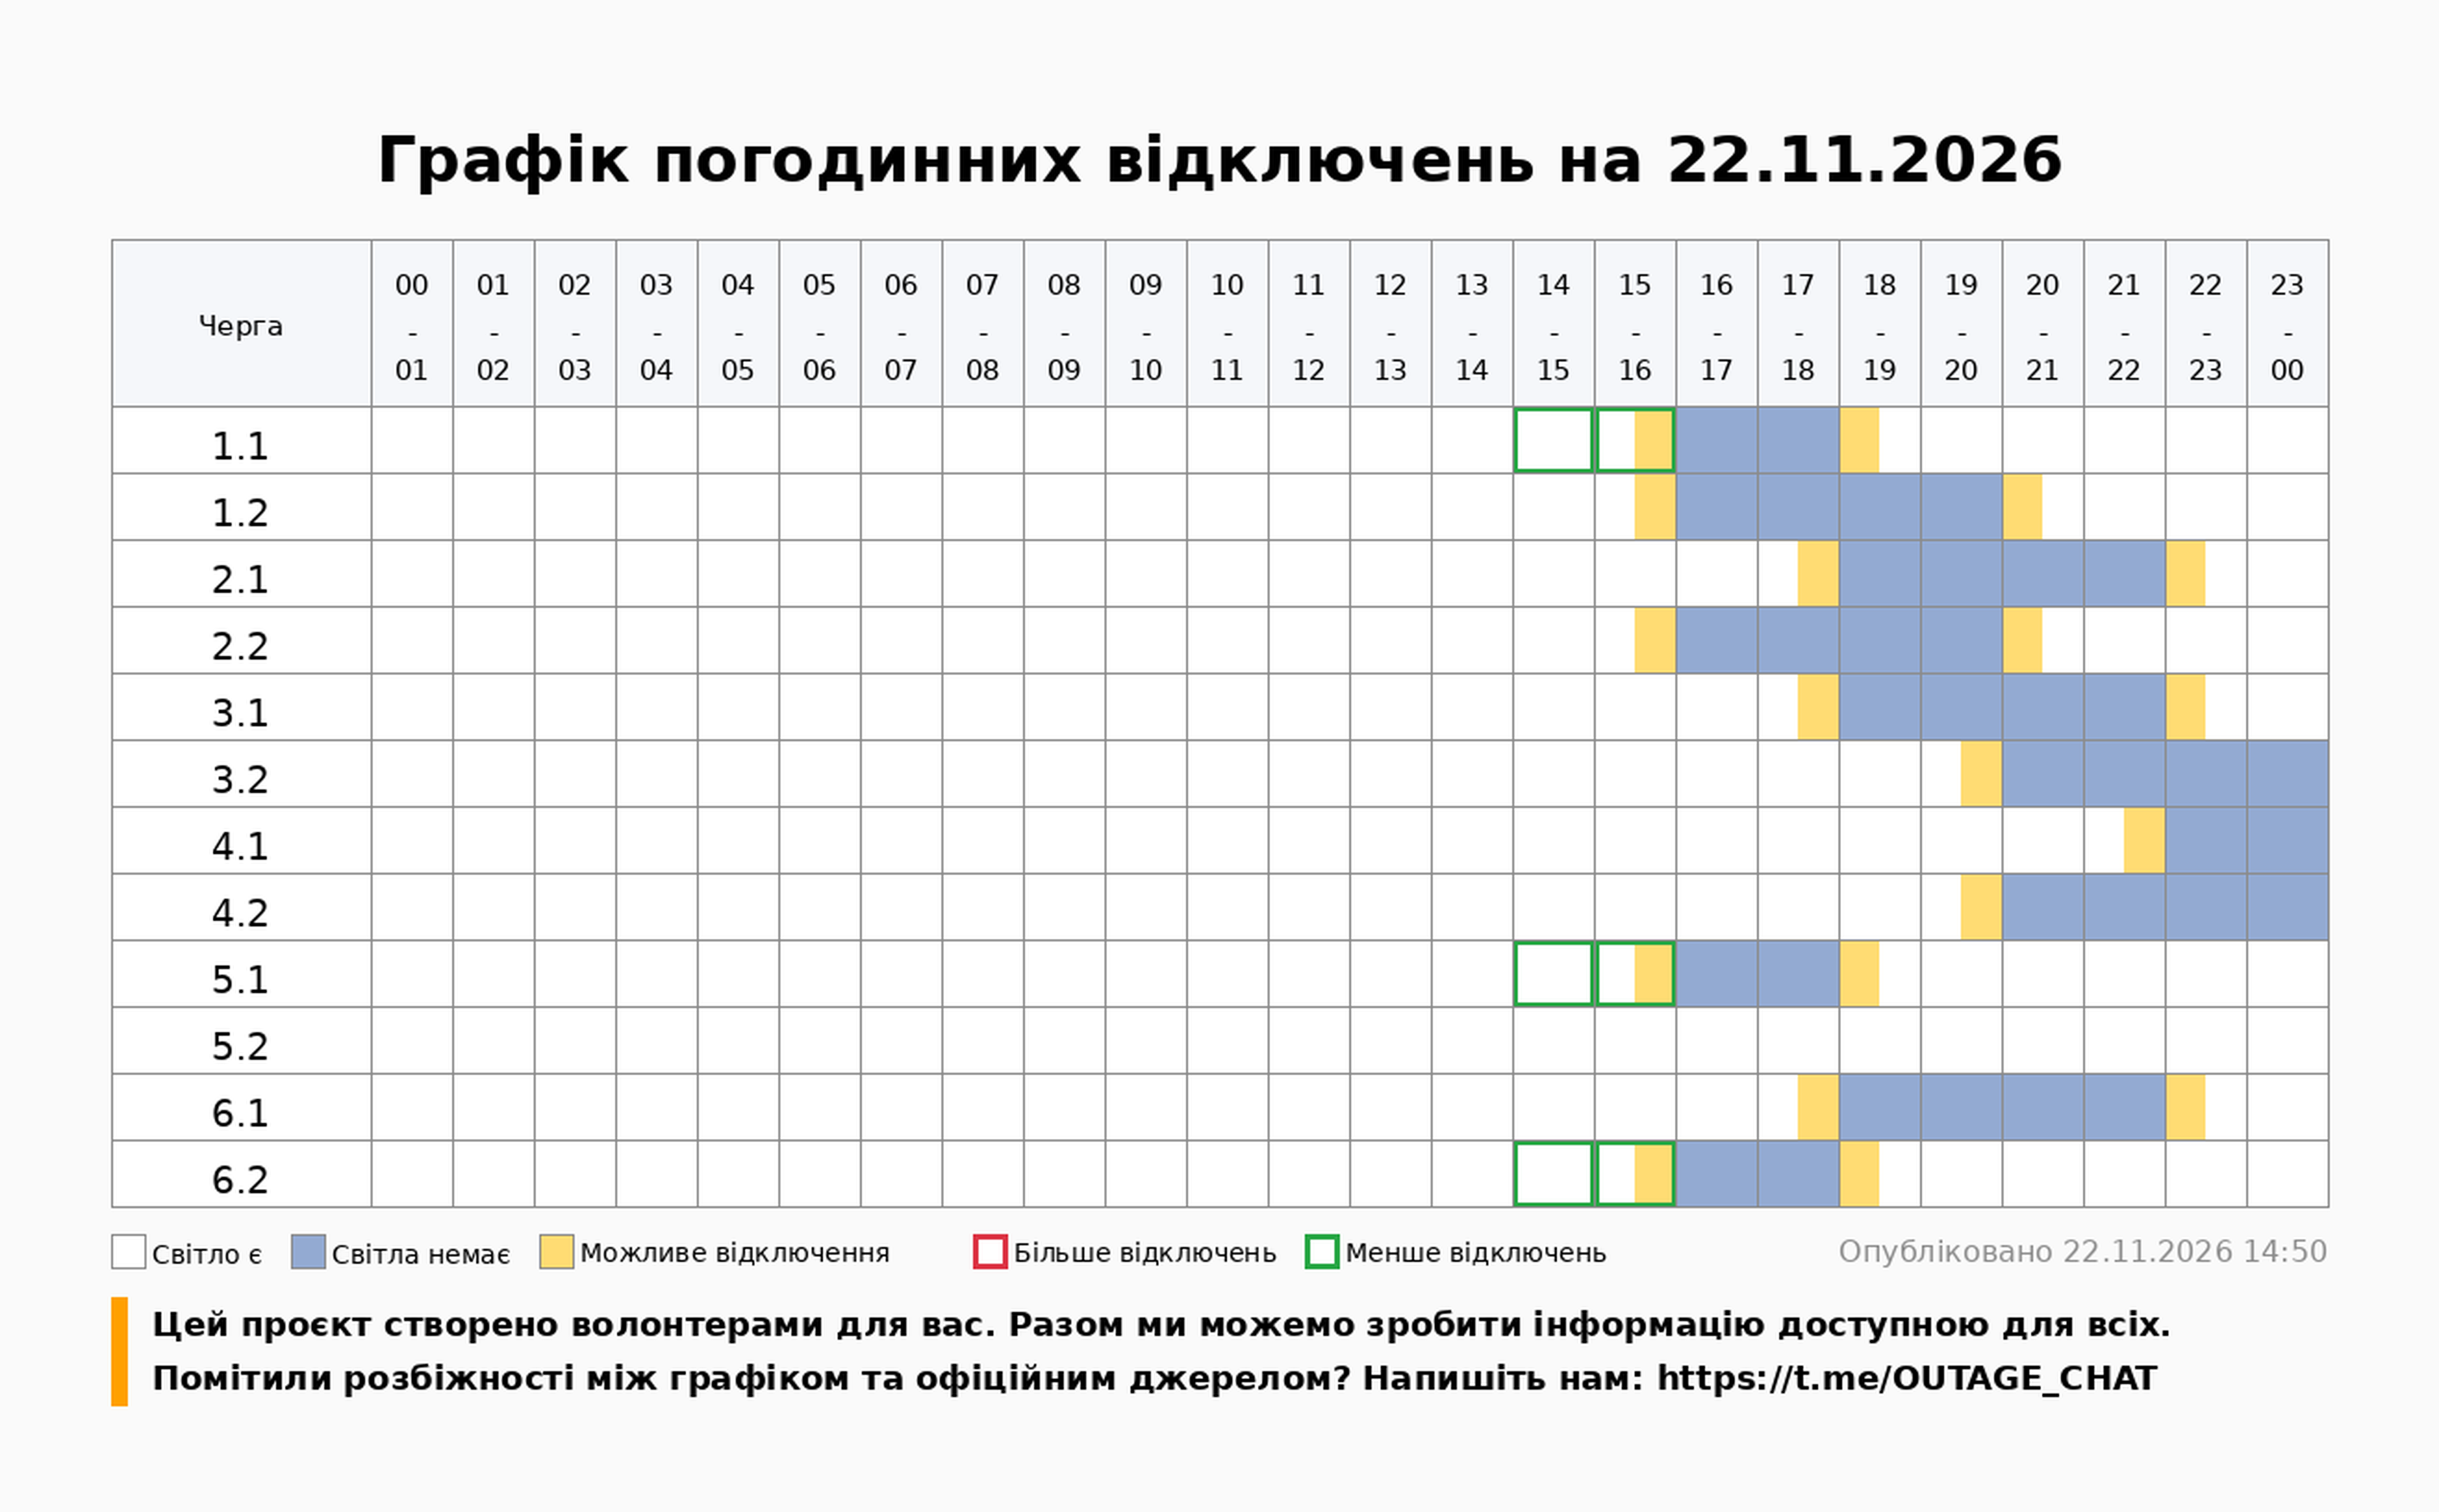 Графік погодинних відключень на 22.11.2026
Черга
00 - 01
01 - 02
02 - 03
03 - 04
04 - 05
05 - 06
06 - 07
07 - 08
08 - 09
09 - 10
10 - 11
11 - 12
12 - 13
13 - 14
14 - 15
15 - 16
16 - 17
17 - 18
18 - 19
19 - 20
20 - 21
21 - 22
22 - 23
23 - 00
1.1
1.2
2.1
2.2
3.1
3.2
4.1
4.2
5.1
5.2
6.1
6.2
Світло є
Світла немає
Можливе відключення
Більше відключень
Менше відключень
Опубліковано 22.11.2026 14:50
Цей проєкт створено волонтерами для вас. Разом ми можемо зробити інформацію доступною для всіх.
Помітили розбіжності між графіком та офіційним джерелом? Напишіть нам: https://t.me/OUTAGE_CHAT